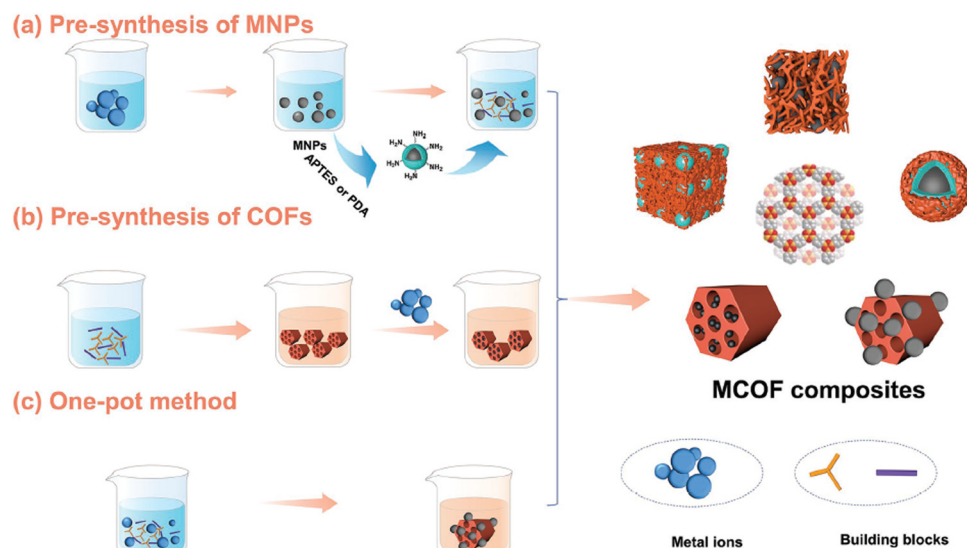 (a) Pre-synthesis of MNPs
MNPs
APTES or PDA
NH₂
H₂N
NH₂
H₂N
NH₂
H₂N
(b) Pre-synthesis of COFs
(c) One-pot method
MCOF composites
Metal ions
Building blocks